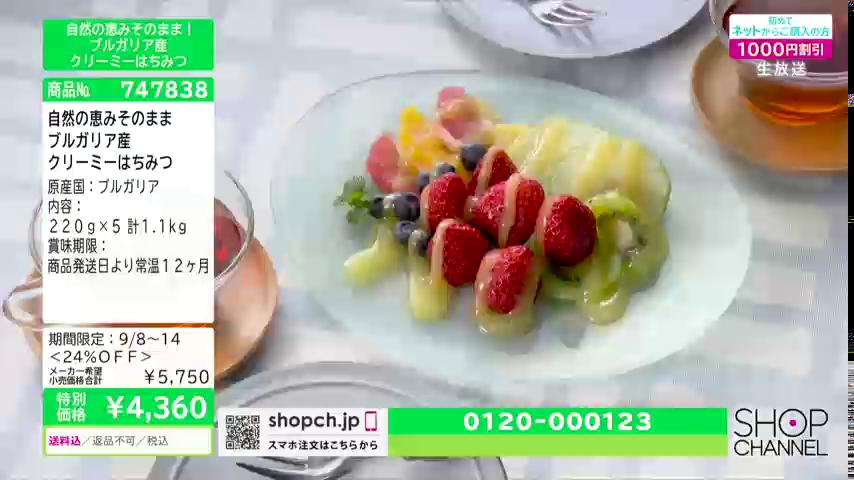 自然の恵みそのまま！
ブルガリア産
クリーミーはちみつ
商品No. 747838
自然の恵みそのまま
ブルガリア産
クリーミーはちみつ
原産国：ブルガリア
内容：
220g×5 計1.1kg
賞味期限：
商品発送日より常温12ヶ月
期間限定：9/8～14
<24%OFF>
メーカー希望
小売価格合計 ¥5,750
特別
価格 ¥4,360
送料込／返品不可／税込
shopch.jp
スマホ注文はこちらから
0120-000123
SHOP
CHANNEL
初めて
ネットからご購入の方
1000円割引
生放送